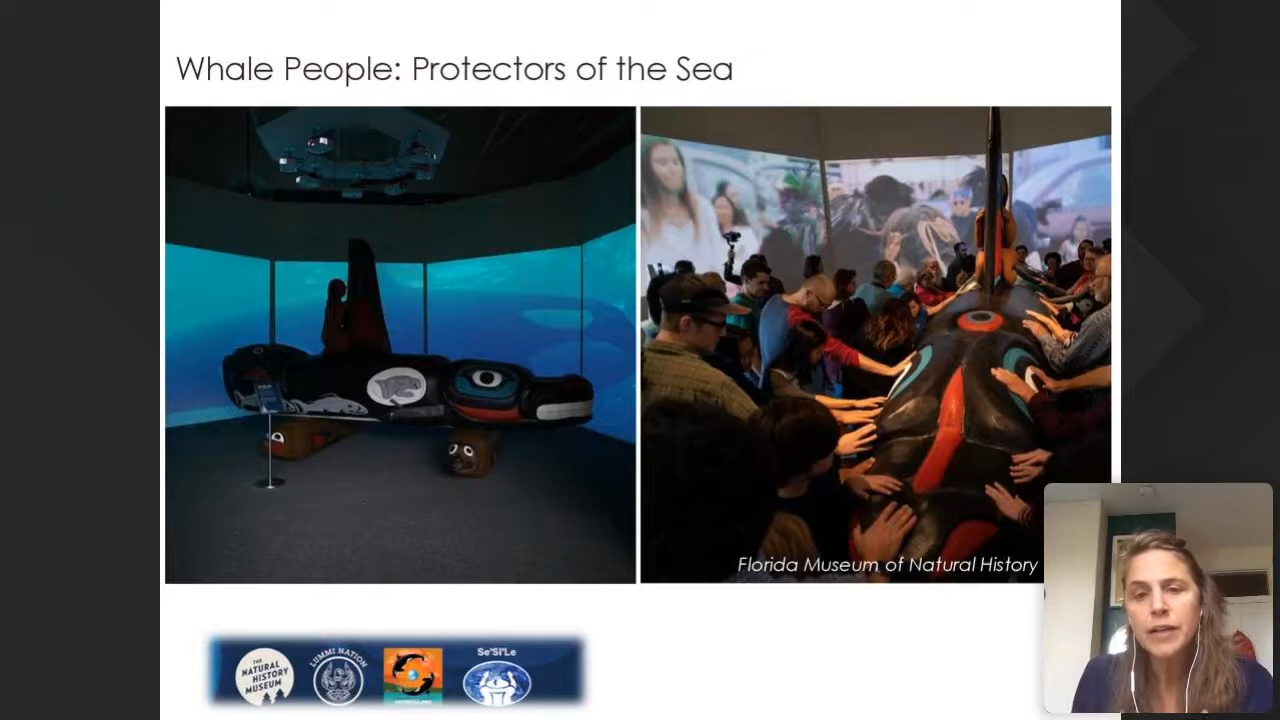 Whale People: Protectors of the Sea
Florida Museum of Natural History
THE
NATURAL
HISTORY
MUSEUM
LUMMI NATION
Se'Si'Le